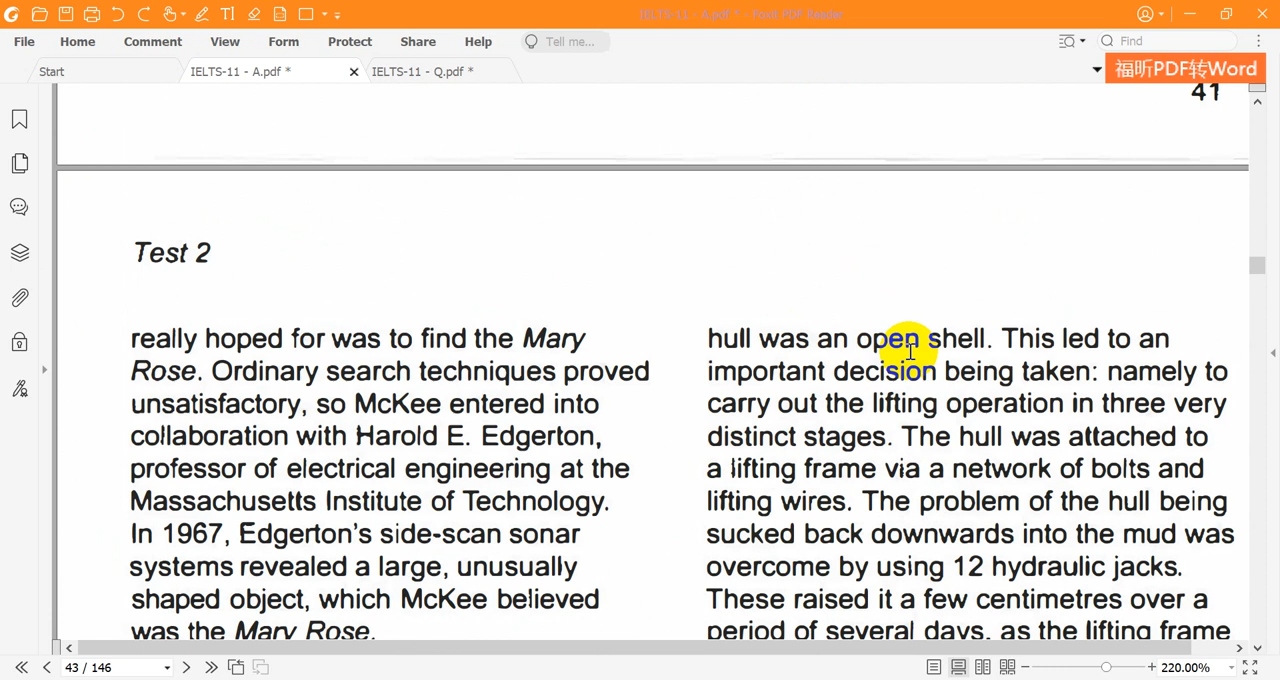 IELTS-11 - A.pdf * - Foxit PDF Reader
File Home Comment View Form Protect Share Help Tell me... Find
Start IELTS-11 - A.pdf * IELTS-11 - Q.pdf * 福昕PDF转Word
41
Test 2
really hoped for was to find the Mary
Rose. Ordinary search techniques proved
unsatisfactory, so McKee entered into
collaboration with Harold E. Edgerton,
professor of electrical engineering at the
Massachusetts Institute of Technology.
In 1967, Edgerton's side-scan sonar
systems revealed a large, unusually
shaped object, which McKee believed
was the Mary Rose.
hull was an open shell. This led to an
important decision being taken: namely to
carry out the lifting operation in three very
distinct stages. The hull was attached to
a lifting frame via a network of bolts and
lifting wires. The problem of the hull being
sucked back downwards into the mud was
overcome by using 12 hydraulic jacks.
These raised it a few centimetres over a
period of several days, as the lifting frame
43 / 146 220.00%